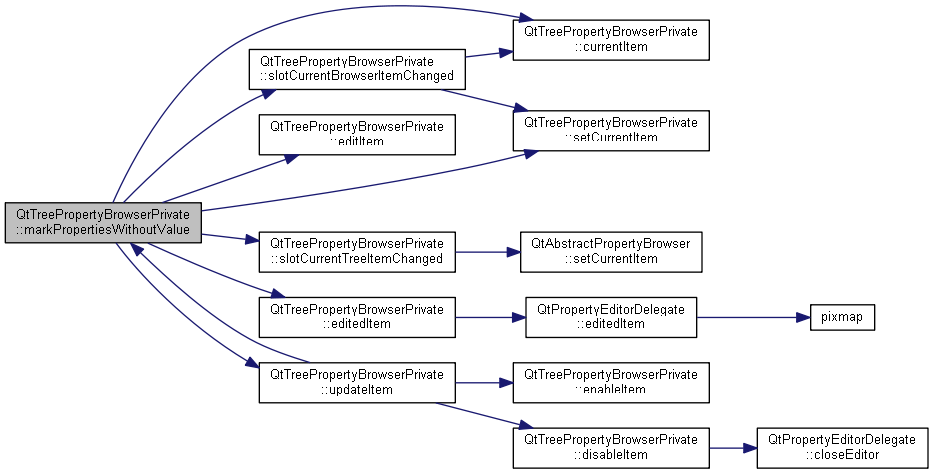 QtTreePropertyBrowserPrivate
::currentItem
QtTreePropertyBrowserPrivate
::slotCurrentBrowserItemChanged
QtTreePropertyBrowserPrivate
::setCurrentItem
QtTreePropertyBrowserPrivate
::editItem
QtTreePropertyBrowserPrivate
::markPropertiesWithoutValue
QtTreePropertyBrowserPrivate
::slotCurrentTreeItemChanged
QtAbstractPropertyBrowser
::setCurrentItem
QtTreePropertyBrowserPrivate
::editedItem
QtPropertyEditorDelegate
::editedItem
pixmap
QtTreePropertyBrowserPrivate
::updateItem
QtTreePropertyBrowserPrivate
::enableItem
QtTreePropertyBrowserPrivate
::disableItem
QtPropertyEditorDelegate
::closeEditor